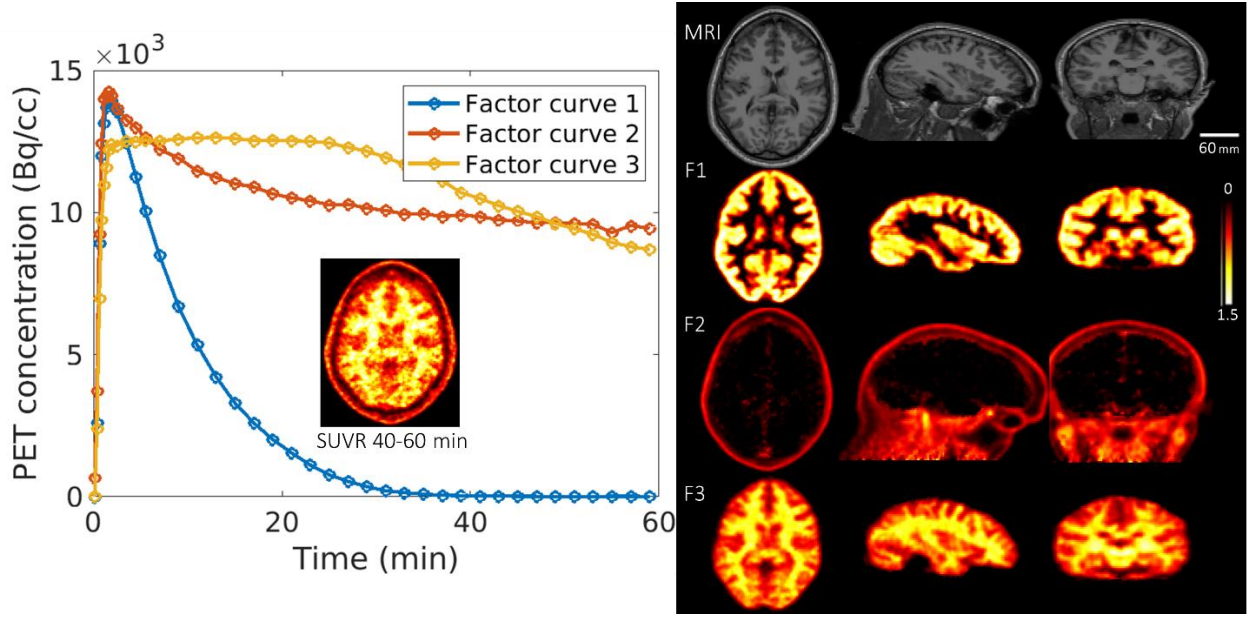 ×10³
15
10
5
0
PET concentration (Bq/cc)
Factor curve 1
Factor curve 2
Factor curve 3
SUVR 40-60 min
0
20
40
60
Time (min)
MRI
60 mm
F1
0
1.5
F2
F3